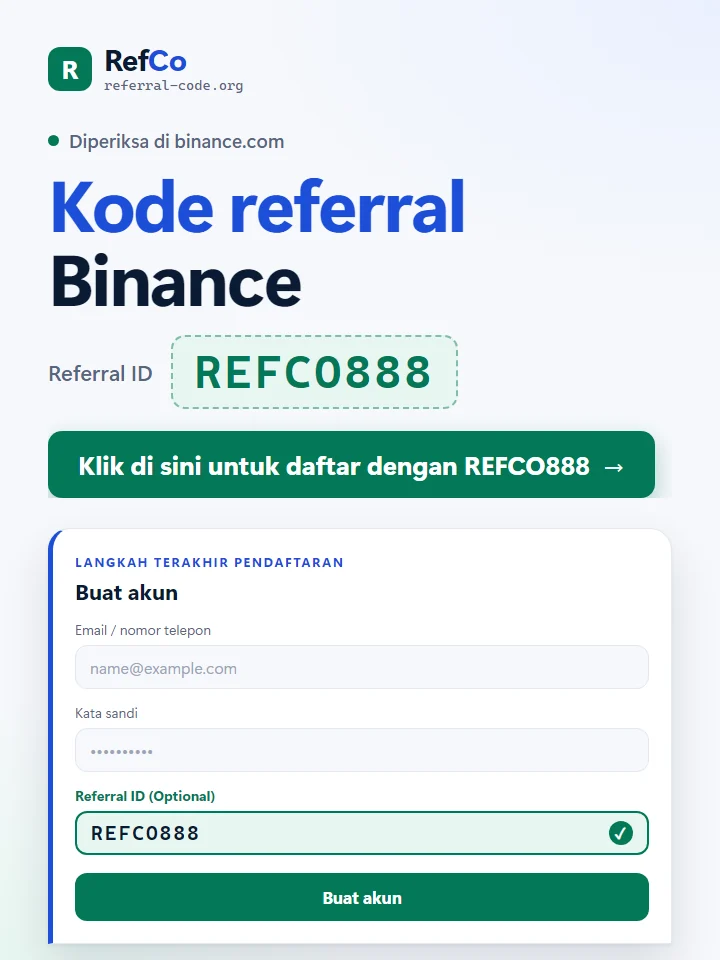 R
RefCo
referral-code.org
Diperiksa di binance.com
Kode referral
Binance
Referral ID
REFCO888
Klik di sini untuk daftar dengan REFCO888 →
LANGKAH TERAKHIR PENDAFTARAN
Buat akun
Email / nomor telepon
name@example.com
Kata sandi
••••••••••
Referral ID (Optional)
REFCO888
Buat akun